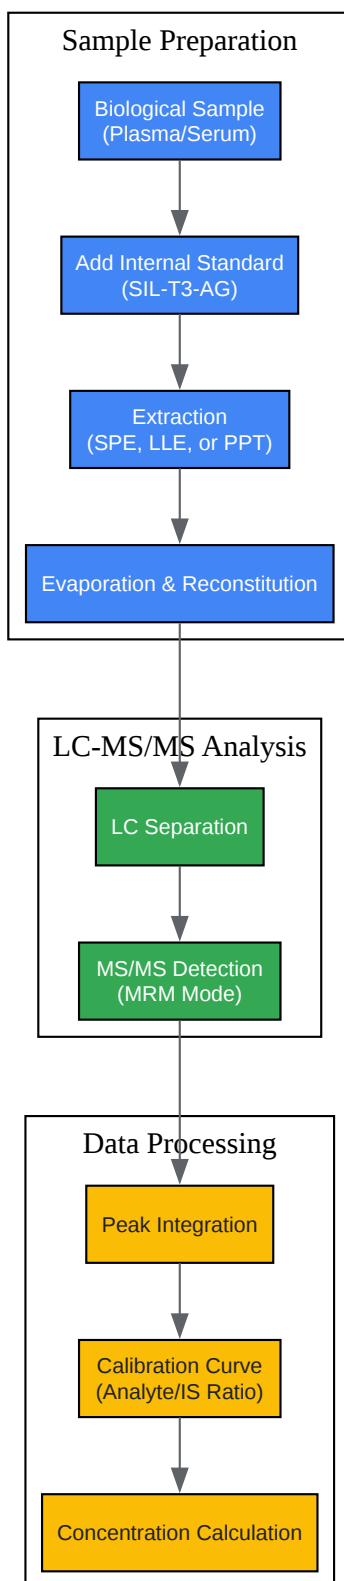 Sample Preparation
Biological Sample
(Plasma/Serum)
Add Internal Standard
(SIL-T3-AG)
Extraction
(SPE, LLE, or PPT)
Evaporation & Reconstitution
LC-MS/MS Analysis
LC Separation
MS/MS Detection
(MRM Mode)
Data Processing
Peak Integration
Calibration Curve
(Analyte/IS Ratio)
Concentration Calculation